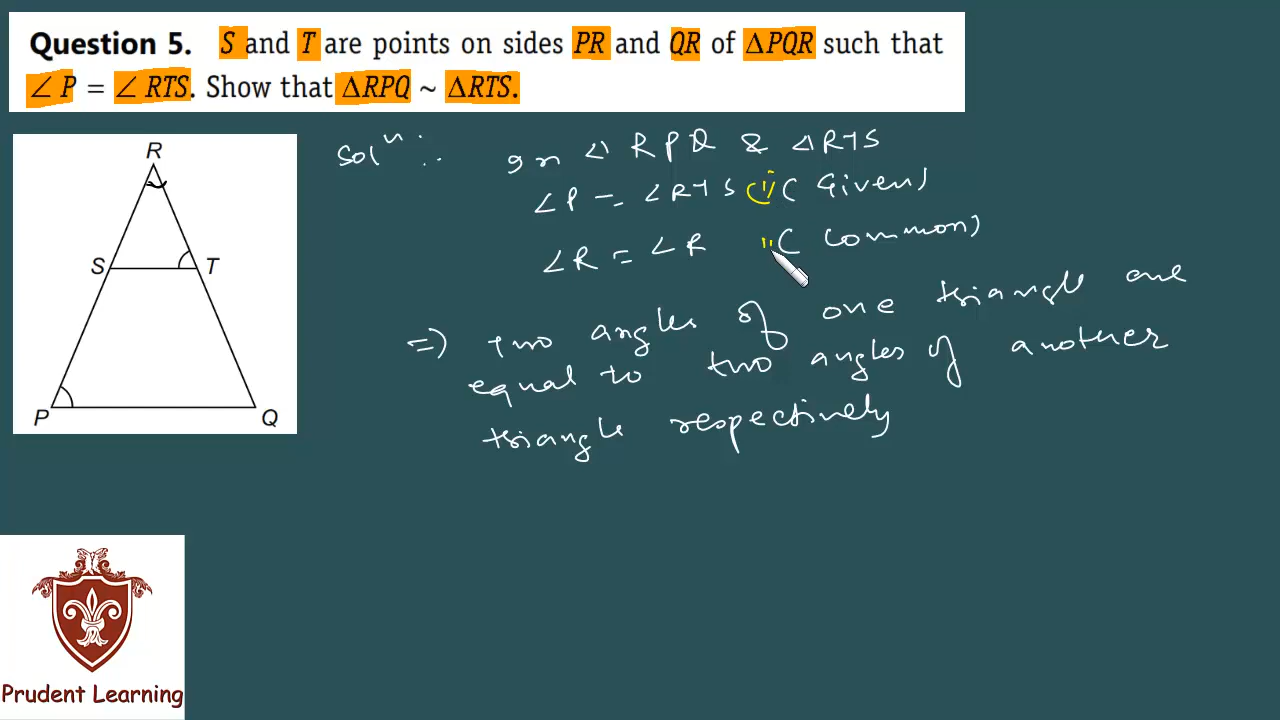 Question 5. S and T are points on sides PR and QR of ΔPQR such that
∠ P = ∠ RTS. Show that ΔRPQ ~ ΔRTS.
R
S
T
P
Q
Solⁿ :
In Δ RPQ & ΔRTS
∠P = ∠RTS (i) (Given)
∠R = ∠R ii (Common)
=> two angles of one triangle are
equal to two angles of another
triangle respectively
Prudent Learning